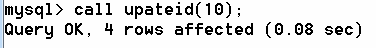 mysql> call upateid(10);
Query OK, 4 rows affected (0.08 sec)